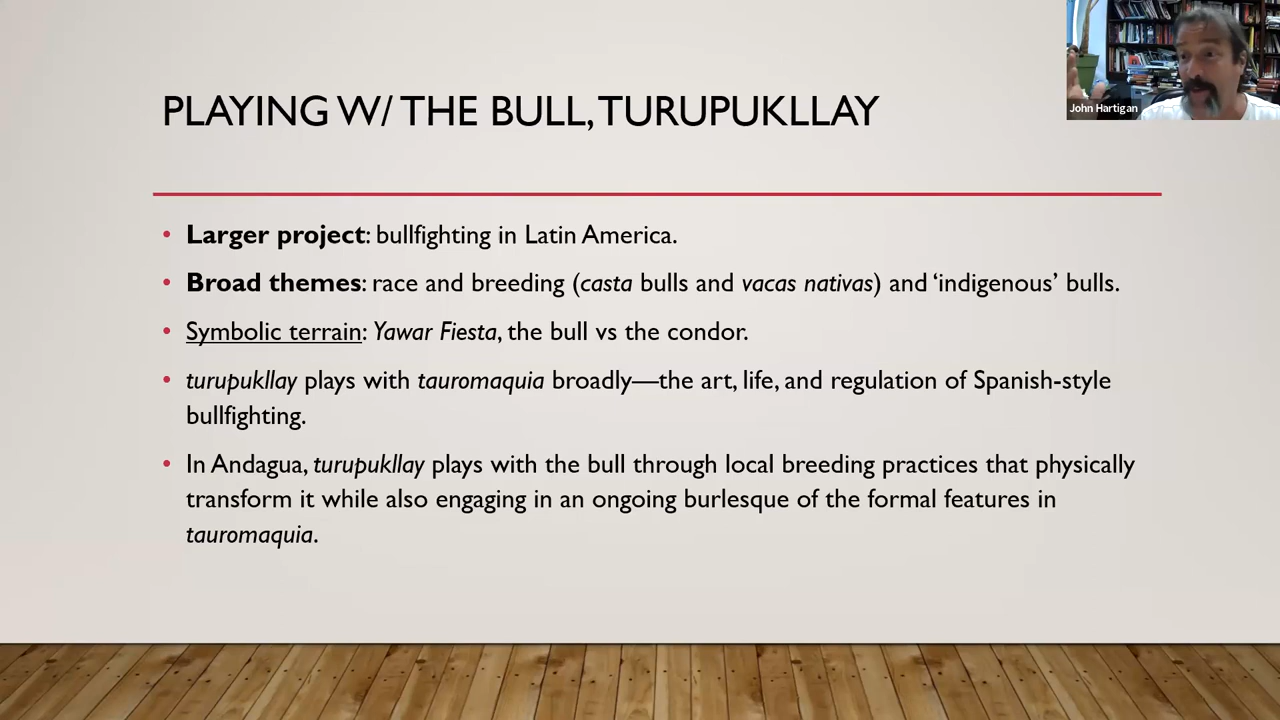 PLAYING W/ THE BULL, TURUPUKLLAY
John Hartigan
• Larger project: bullfighting in Latin America.
• Broad themes: race and breeding (casta bulls and vacas nativas) and ‘indigenous’ bulls.
• Symbolic terrain: Yawar Fiesta, the bull vs the condor.
• turupukllay plays with tauromaquia broadly—the art, life, and regulation of Spanish-style
bullfighting.
• In Andagua, turupukllay plays with the bull through local breeding practices that physically
transform it while also engaging in an ongoing burlesque of the formal features in
tauromaquia.